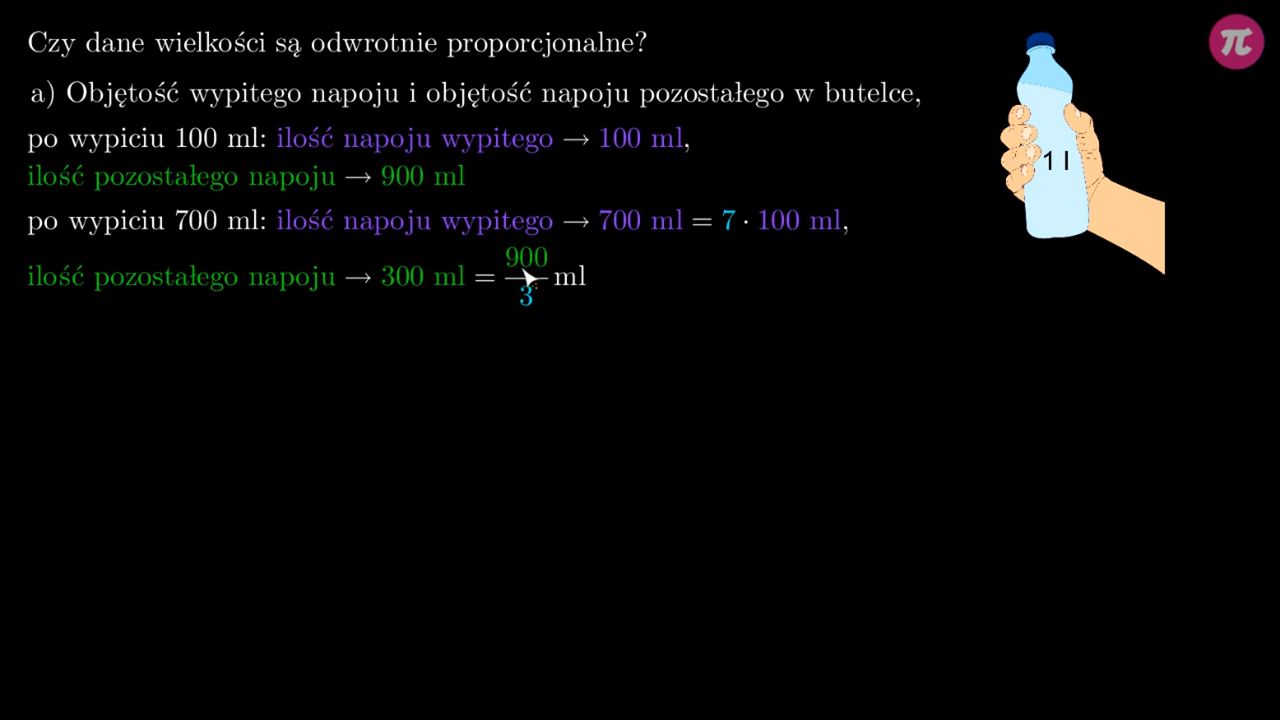 Czy dane wielkości są odwrotnie proporcjonalne?
a) Objętość wypitego napoju i objętość napoju pozostałego w butelce,
po wypiciu 100 ml: ilość napoju wypitego → 100 ml,
ilość pozostałego napoju → 900 ml
po wypiciu 700 ml: ilość napoju wypitego → 700 ml = 7 · 100 ml,
ilość pozostałego napoju → 300 ml = 900/3 ml
1 l
π